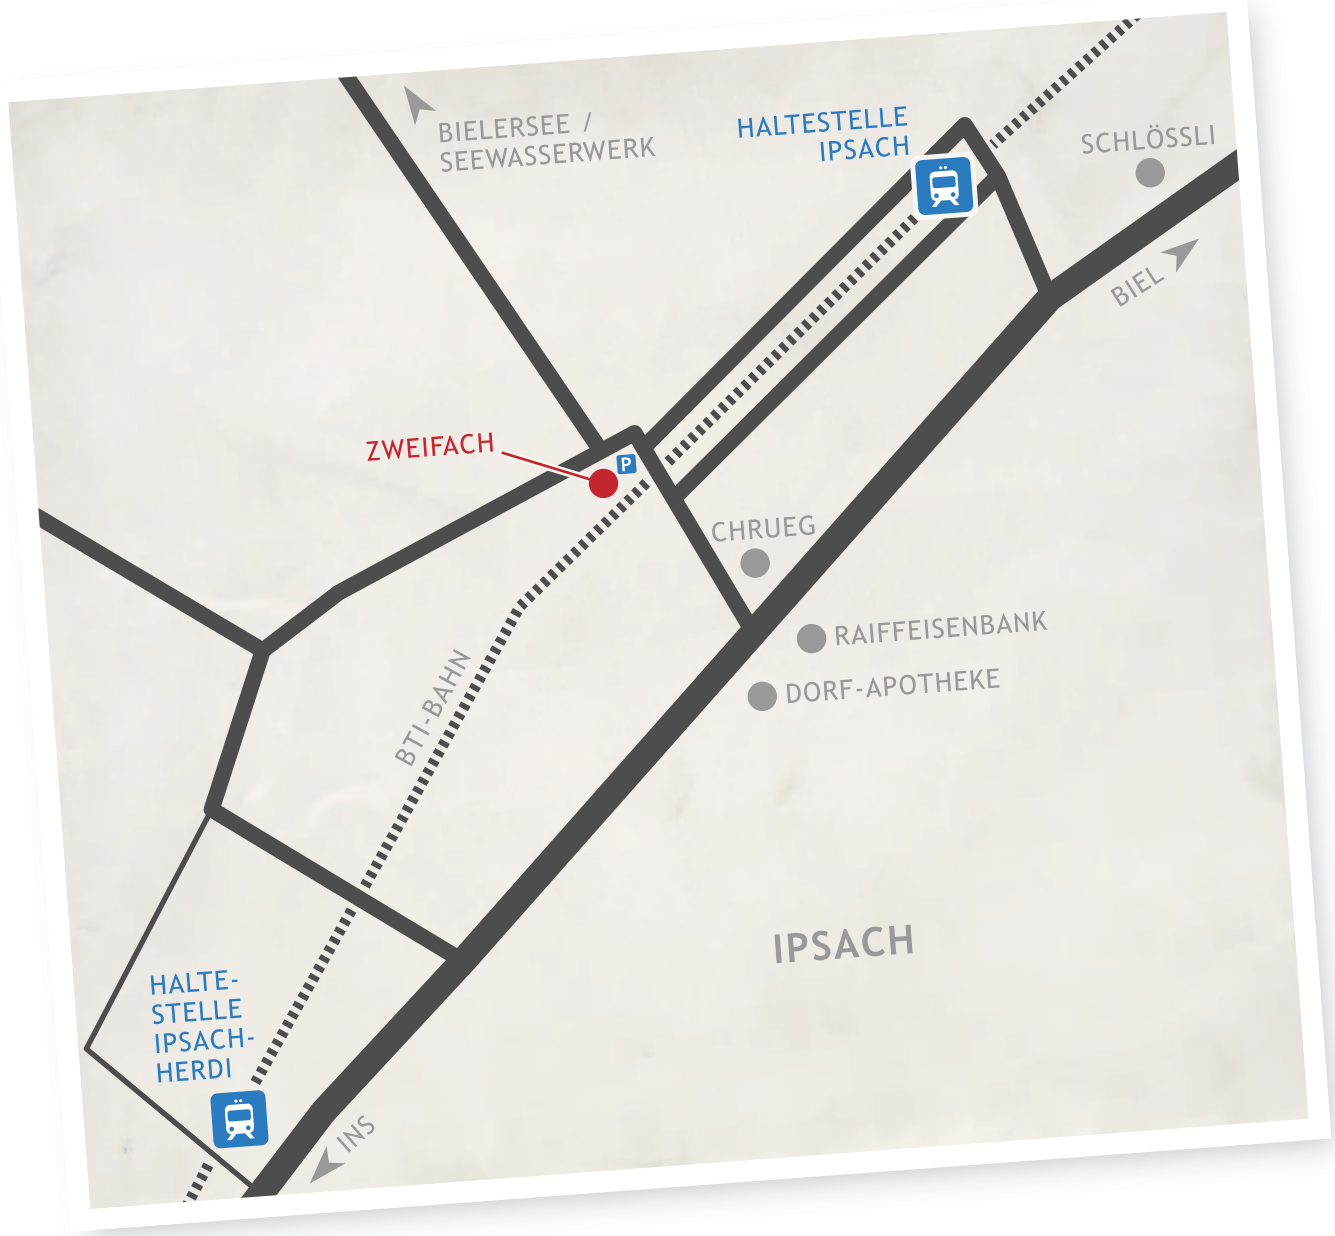 BIELERSEE /
SEEWASSERWERK
HALTESTELLE
IPSACH
SCHLÖSSLI
BIEL
ZWEIFACH
P
CHRUEG
RAIFFEISENBANK
DORF-APOTHEKE
BTI-BAHN
IPSACH
HALTE-
STELLE
IPSACH-
HERDI
INS